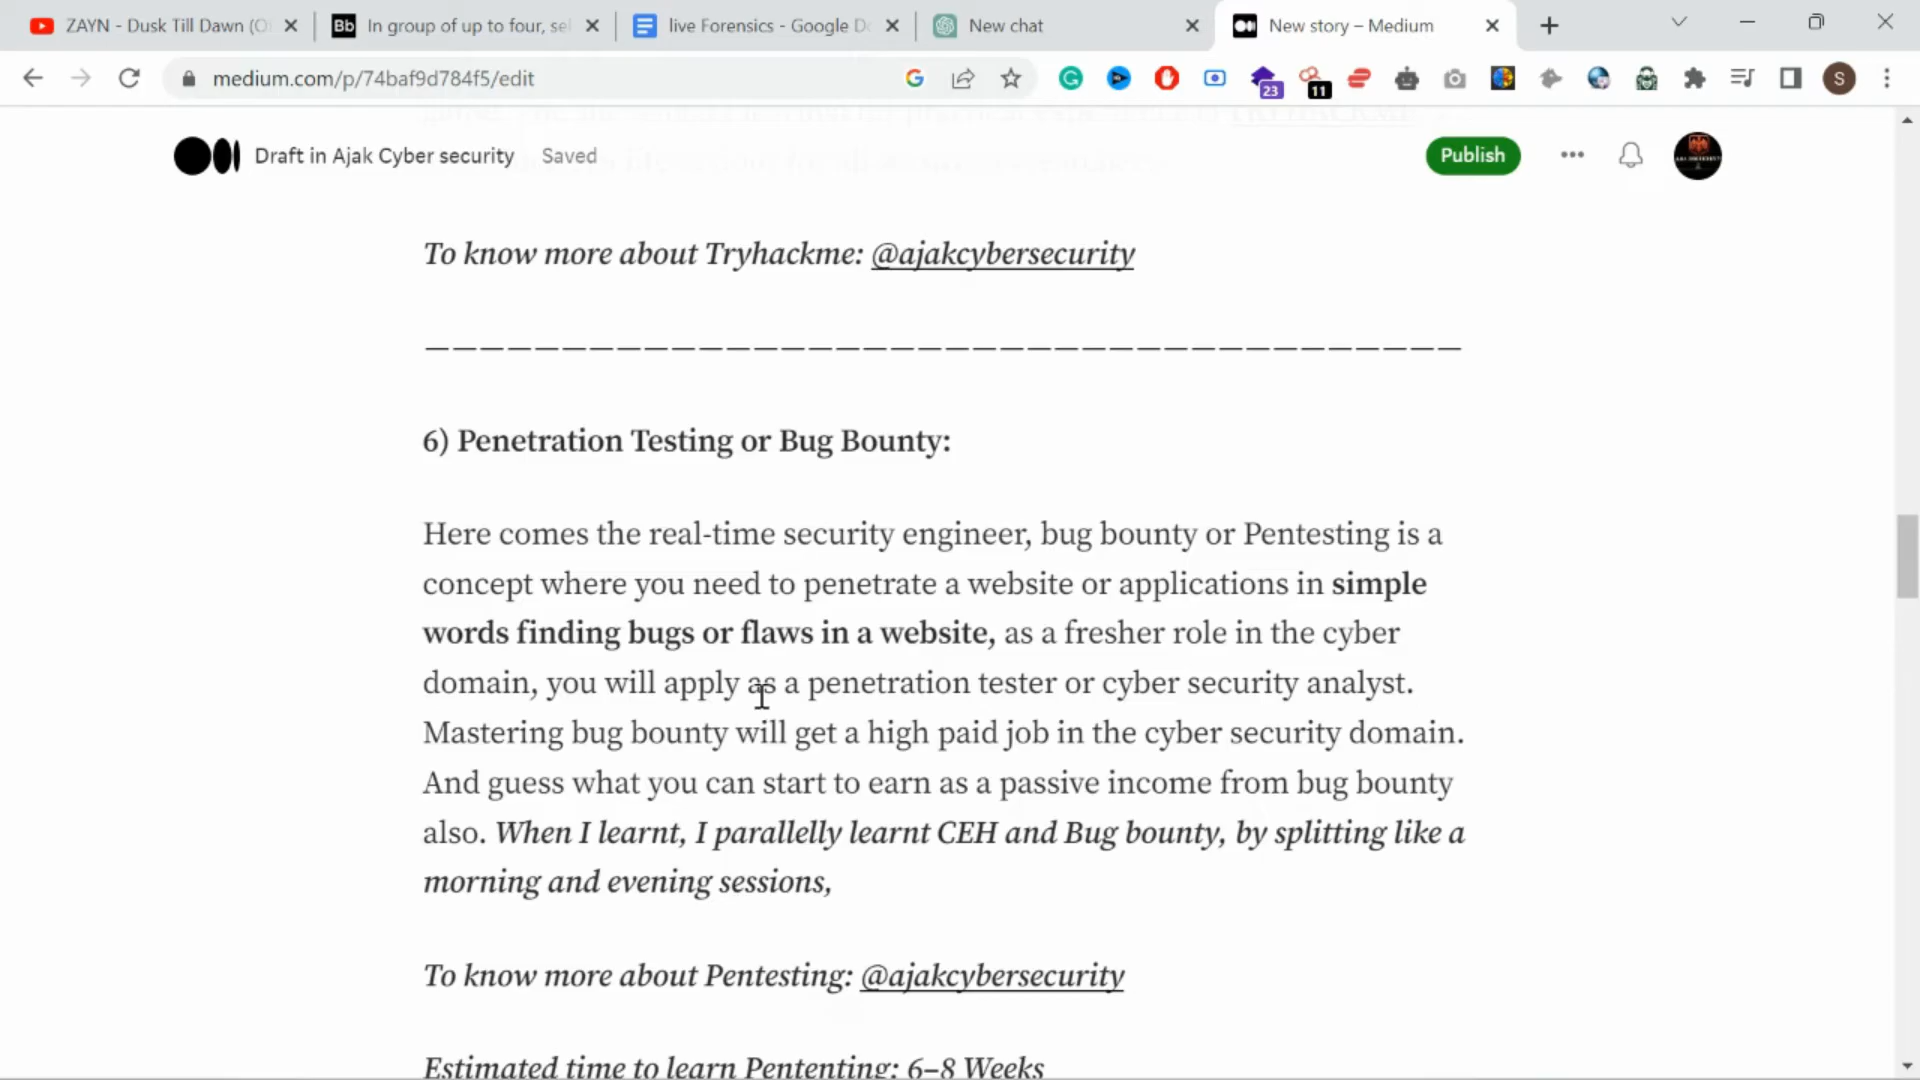 ZAYN - Dusk Till Dawn (O
In group of up to four, sel
live Forensics - Google Do
New chat
New story – Medium
medium.com/p/74baf9d784f5/edit
23
11
S
Draft in Ajak Cyber security
Saved
Publish
To know more about Tryhackme: @ajakcybersecurity
——————————————————————————————————————
6) Penetration Testing or Bug Bounty:
Here comes the real-time security engineer, bug bounty or Pentesting is a
concept where you need to penetrate a website or applications in simple
words finding bugs or flaws in a website, as a fresher role in the cyber
domain, you will apply as a penetration tester or cyber security analyst.
Mastering bug bounty will get a high paid job in the cyber security domain.
And guess what you can start to earn as a passive income from bug bounty
also. When I learnt, I parallelly learnt CEH and Bug bounty, by splitting like a
morning and evening sessions,
To know more about Pentesting: @ajakcybersecurity
Estimated time to learn Pententing: 6–8 Weeks